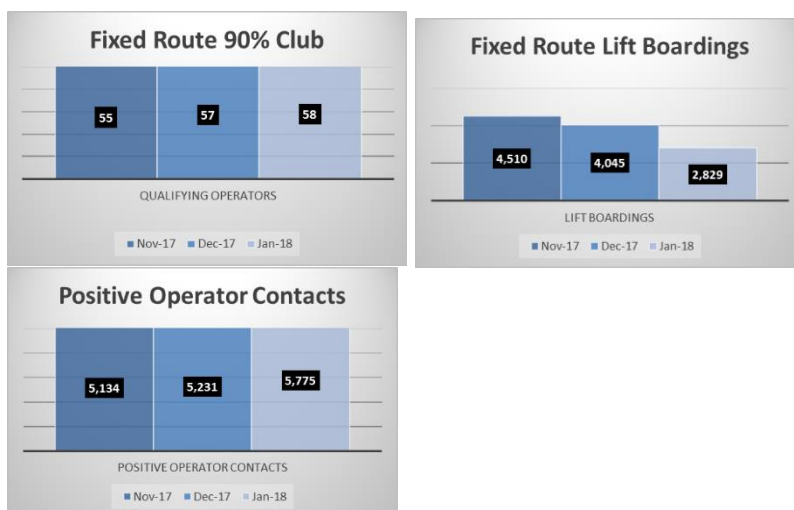 Fixed Route 90% Club
55 57 58
QUALIFYING OPERATORS
Nov-17 Dec-17 Jan-18
Fixed Route Lift Boardings
4,510 4,045 2,829
LIFT BOARDINGS
Nov-17 Dec-17 Jan-18
Positive Operator Contacts
5,134 5,231 5,775
POSITIVE OPERATOR CONTACTS
Nov-17 Dec-17 Jan-18